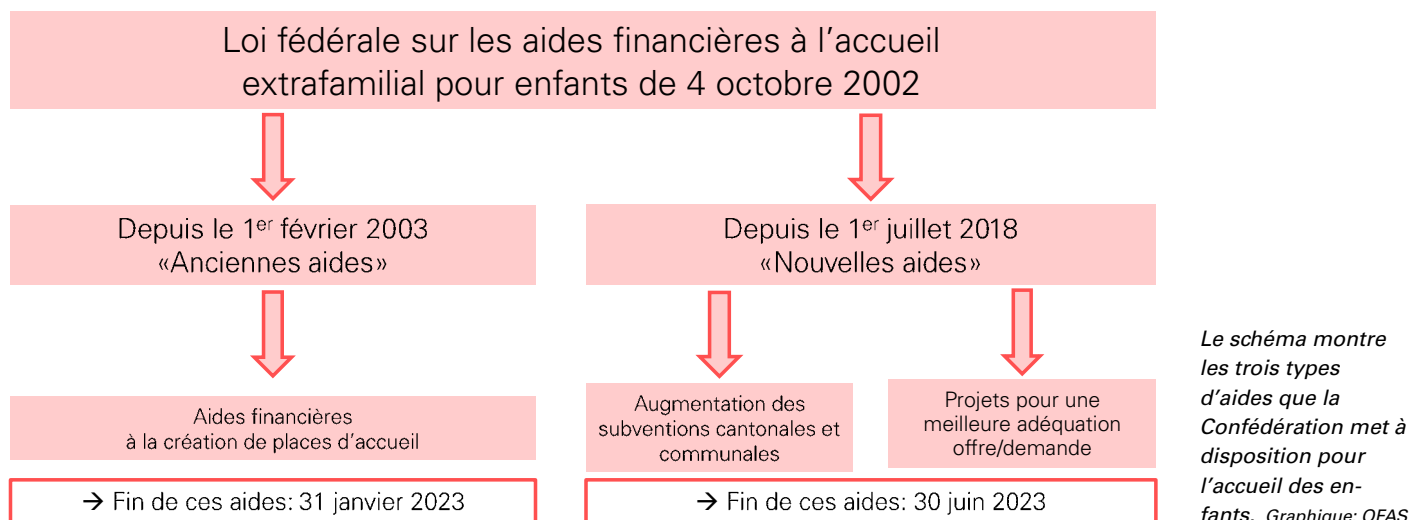 Loi fédérale sur les aides financières à l’accueil
extrafamilial pour enfants de 4 octobre 2002
Depuis le 1er février 2003
«Anciennes aides»
Depuis le 1er juillet 2018
«Nouvelles aides»
Aides financières
à la création de places d’accueil
Augmentation des
subventions cantonales et
communales
Projets pour une
meilleure adéquation
offre/demande
→ Fin de ces aides: 31 janvier 2023
→ Fin de ces aides: 30 juin 2023
Le schéma montre
les trois types
d’aides que la
Confédération met à
disposition pour
l’accueil des en-
fants. Graphique: OFAS